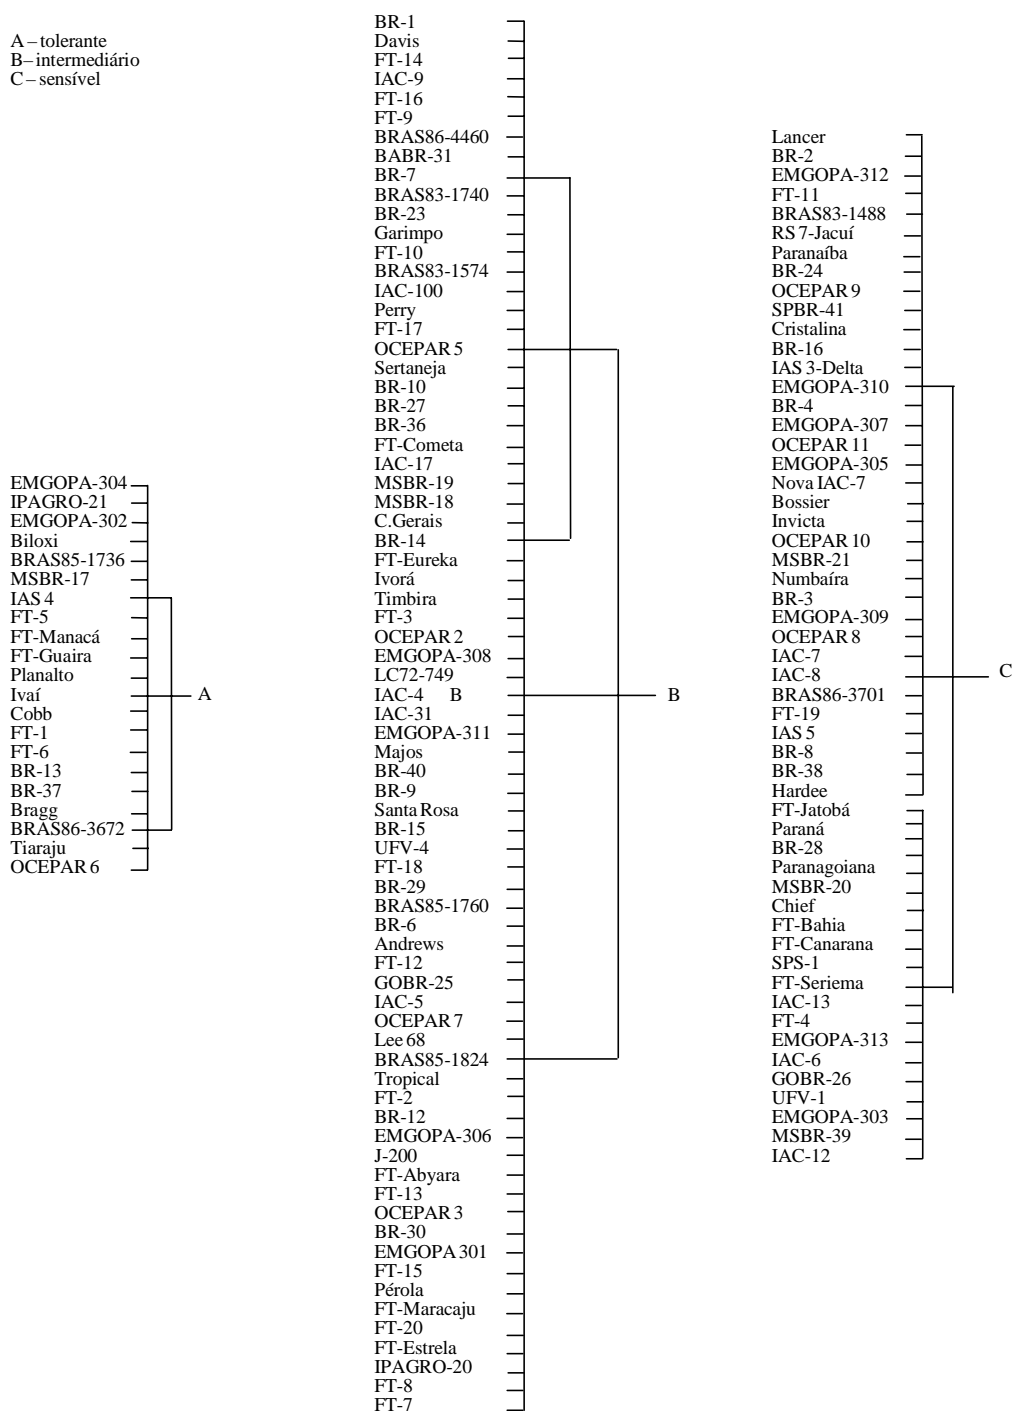 A – tolerante
B– intermediário
C – sensível
EMGOPA-304
IPAGRO-21
EMGOPA-302
Biloxi
BRAS85-1736
MSBR-17
IAS 4
FT-5
FT-Manacá
FT-Guaira
Planalto
Ivaí
A
Cobb
FT-1
FT-6
BR-13
BR-37
Bragg
BRAS86-3672
Tiaraju
OCEPAR 6
BR-1
Davis
FT-14
IAC-9
FT-16
FT-9
BRAS86-4460
BABR-31
BR-7
BRAS83-1740
BR-23
Garimpo
FT-10
BRAS83-1574
IAC-100
Perry
FT-17
OCEPAR 5
Sertaneja
BR-10
BR-27
BR-36
FT-Cometa
IAC-17
MSBR-19
MSBR-18
C.Gerais
BR-14
FT-Eureka
Ivorá
Timbira
FT-3
OCEPAR 2
EMGOPA-308
LC72-749
IAC-4 B B
IAC-31
EMGOPA-311
Majos
BR-40
BR-9
Santa Rosa
BR-15
UFV-4
FT-18
BR-29
BRAS85-1760
BR-6
Andrews
FT-12
GOBR-25
IAC-5
OCEPAR 7
Lee 68
BRAS85-1824
Tropical
FT-2
BR-12
EMGOPA-306
J-200
FT-Abyara
FT-13
OCEPAR 3
BR-30
EMGOPA 301
FT-15
Pérola
FT-Maracaju
FT-20
FT-Estrela
IPAGRO-20
FT-8
FT-7
Lancer
BR-2
EMGOPA-312
FT-11
BRAS83-1488
RS 7-Jacuí
Paranaíba
BR-24
OCEPAR 9
SPBR-41
Cristalina
BR-16
IAS 3-Delta
EMGOPA-310
BR-4
EMGOPA-307
OCEPAR 11
EMGOPA-305
Nova IAC-7
Bossier
Invicta
OCEPAR 10
MSBR-21
Numbaíra
BR-3
EMGOPA-309
OCEPAR 8
IAC-7
IAC-8
C
BRAS86-3701
FT-19
IAS 5
BR-8
BR-38
Hardee
FT-Jatobá
Paraná
BR-28
Paranagoiana
MSBR-20
Chief
FT-Bahia
FT-Canarana
SPS-1
FT-Seriema
IAC-13
FT-4
EMGOPA-313
IAC-6
GOBR-26
UFV-1
EMGOPA-303
MSBR-39
IAC-12